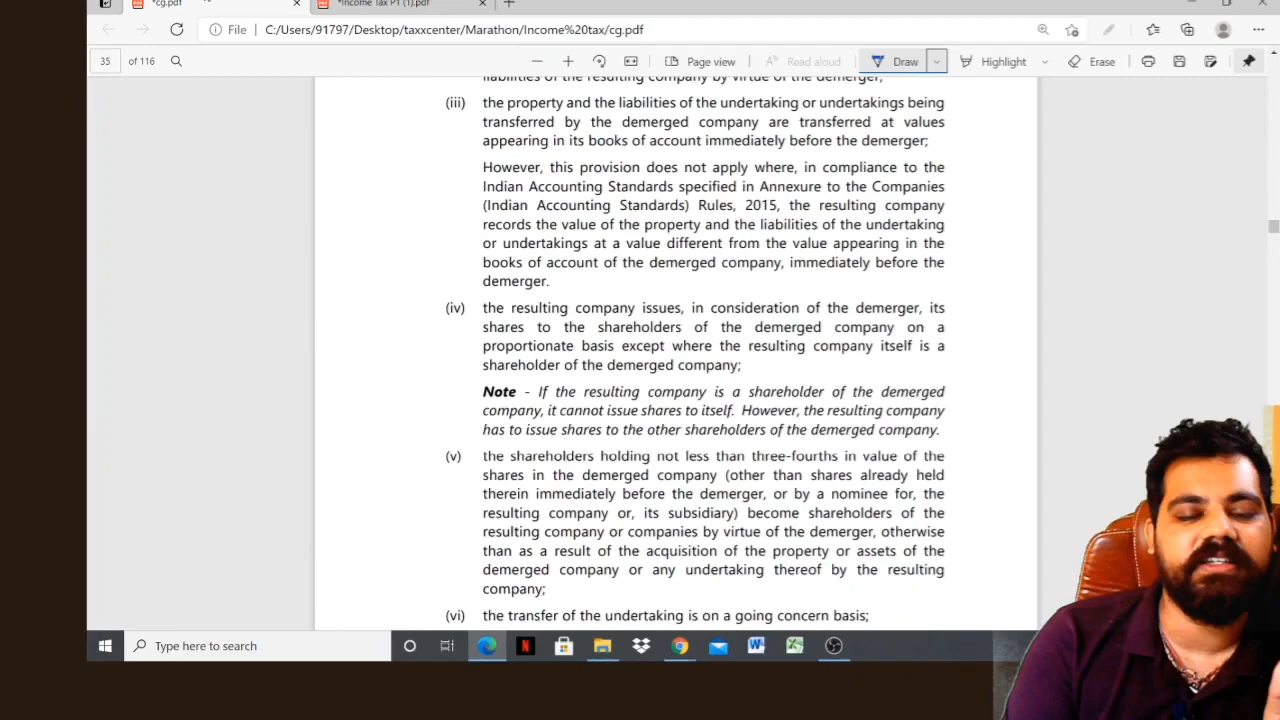 *cg.pdf
*Income Tax P1 (1).pdf
File C:/Users/91797/Desktop/taxxcenter/Marathon/Income%20tax/cg.pdf
35 of 116 Page view Read aloud Draw Highlight Erase
liabilities of the resulting company by virtue of the demerger;
(iii) the property and the liabilities of the undertaking or undertakings being
transferred by the demerged company are transferred at values
appearing in its books of account immediately before the demerger;
However, this provision does not apply where, in compliance to the
Indian Accounting Standards specified in Annexure to the Companies
(Indian Accounting Standards) Rules, 2015, the resulting company
records the value of the property and the liabilities of the undertaking
or undertakings at a value different from the value appearing in the
books of account of the demerged company, immediately before the
demerger.
(iv) the resulting company issues, in consideration of the demerger, its
shares to the shareholders of the demerged company on a
proportionate basis except where the resulting company itself is a
shareholder of the demerged company;
Note - If the resulting company is a shareholder of the demerged
company, it cannot issue shares to itself. However, the resulting company
has to issue shares to the other shareholders of the demerged company.
(v) the shareholders holding not less than three-fourths in value of the
shares in the demerged company (other than shares already held
therein immediately before the demerger, or by a nominee for, the
resulting company or, its subsidiary) become shareholders of the
resulting company or companies by virtue of the demerger, otherwise
than as a result of the acquisition of the property or assets of the
demerged company or any undertaking thereof by the resulting
company;
(vi) the transfer of the undertaking is on a going concern basis;
Type here to search